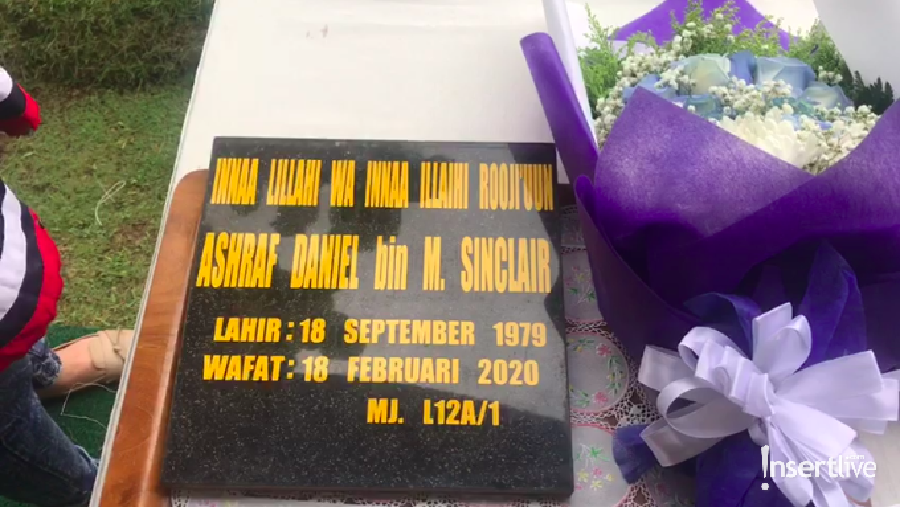 INNAA LILLAHI WA INNAA ILLAIHI ROOJI'UUN
ASHRAF DANIEL bin M. SINCLAIR
LAHIR : 18 SEPTEMBER 1979
WAFAT : 18 FEBRUARI 2020
MJ. L12A/1
insertlive